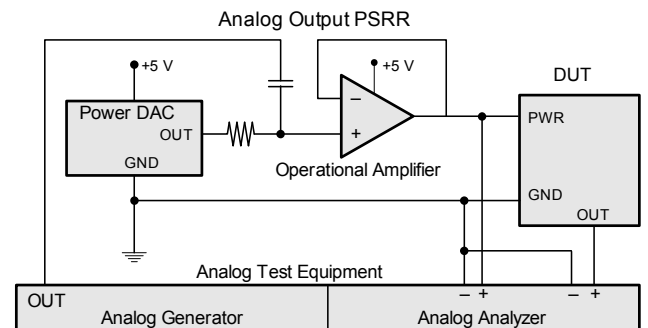 Analog Output PSRR
+5 V
+5 V
DUT
Power DAC
OUT
GND
–
+
Operational Amplifier
PWR
GND
OUT
Analog Test Equipment
OUT
– +
– +
Analog Generator
Analog Analyzer